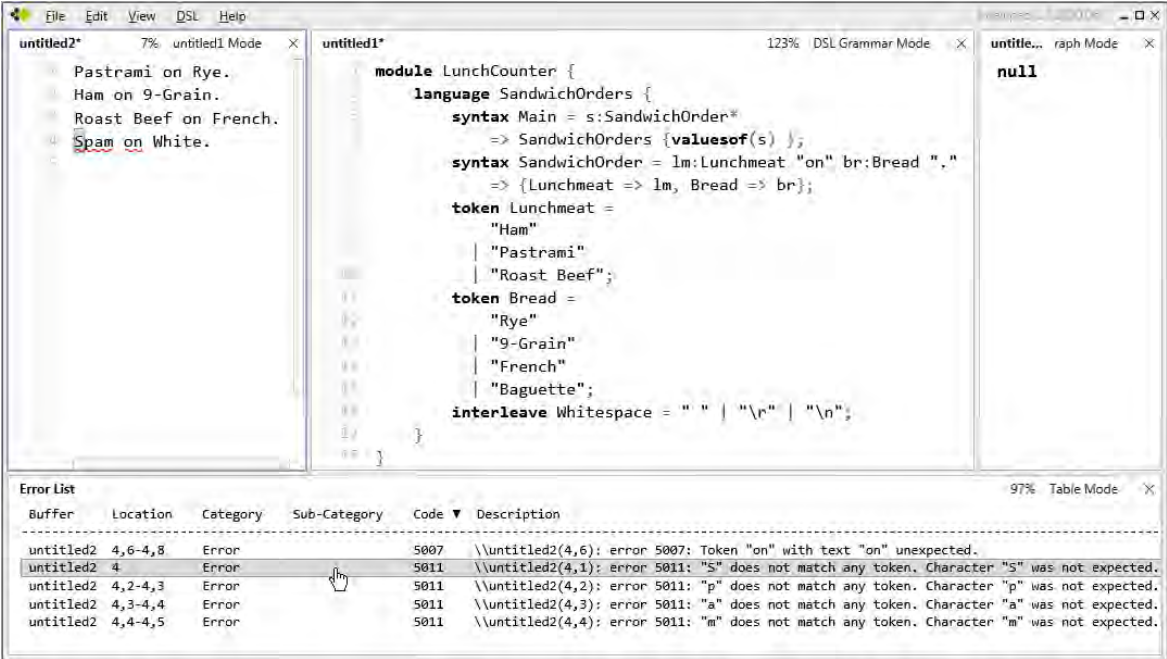 File Edit View DSL Help
untitled2* 7% untitled1 Mode ×
Pastrami on Rye.
Ham on 9-Grain.
Roast Beef on French.
Spam on White.
untitled1* 123% DSL Grammar Mode ×
module LunchCounter {
language SandwichOrders {
syntax Main = s:SandwichOrder*
=> SandwichOrders {valuesof(s) };
syntax SandwichOrder = lm:Lunchmeat "on" br:Bread "."
=> {Lunchmeat => lm, Bread => br};
token Lunchmeat =
"Ham"
| "Pastrami"
| "Roast Beef";
token Bread =
"Rye"
| "9-Grain"
| "French"
| "Baguette";
interleave Whitespace = " " | "\r" | "\n";
}
}
untitle... raph Mode ×
null
Error List 97% Table Mode ×
Buffer Location Category Sub-Category Code ▼ Description
untitled2 4,6-4,8 Error 5007 \\untitled2(4,6): error 5007: Token "on" with text "on" unexpected.
untitled2 4 Error 5011 \\untitled2(4,1): error 5011: "S" does not match any token. Character "S" was not expected.
untitled2 4,2-4,3 Error 5011 \\untitled2(4,2): error 5011: "p" does not match any token. Character "p" was not expected.
untitled2 4,3-4,4 Error 5011 \\untitled2(4,3): error 5011: "a" does not match any token. Character "a" was not expected.
untitled2 4,4-4,5 Error 5011 \\untitled2(4,4): error 5011: "m" does not match any token. Character "m" was not expected.